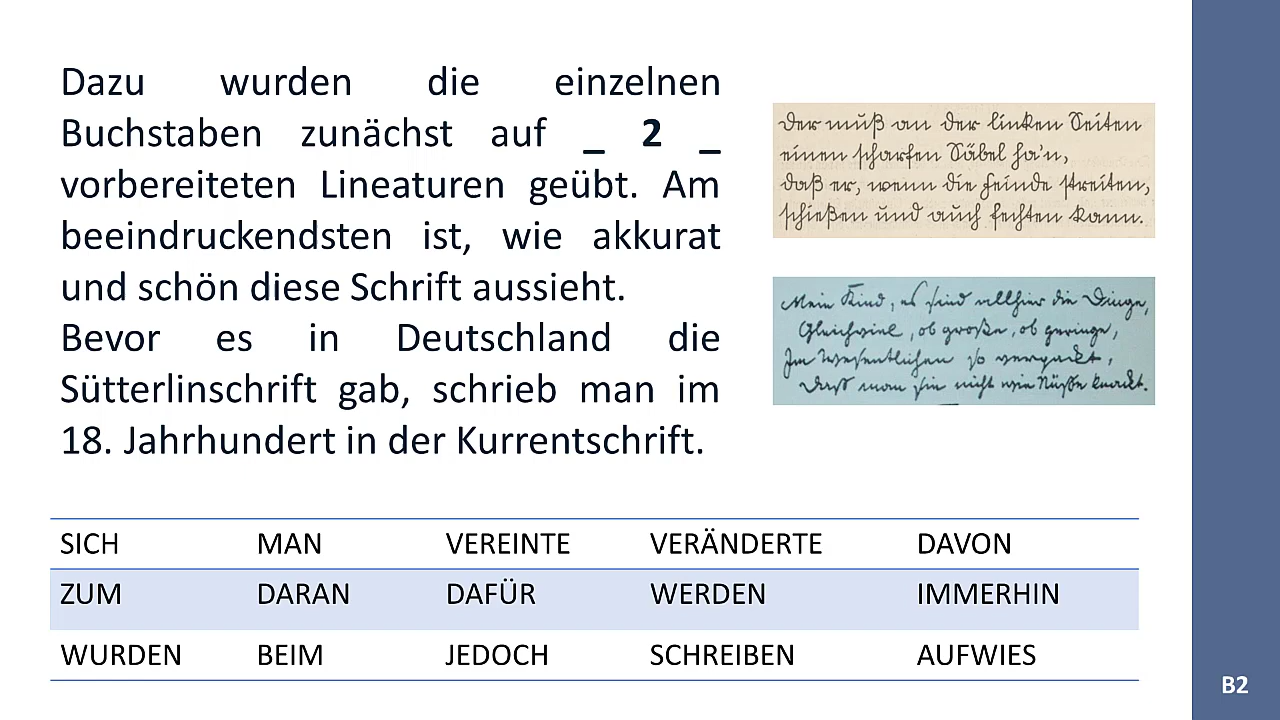 Dazu wurden die einzelnen
Buchstaben zunächst auf _ 2 _
vorbereiteten Lineaturen geübt. Am
beeindruckendsten ist, wie akkurat
und schön diese Schrift aussieht.
Bevor es in Deutschland die
Sütterlinschrift gab, schrieb man im
18. Jahrhundert in der Kurrentschrift.
Der muß an der linken Seiten
einen scharfen Säbel ha'n,
daß er, wenn die Feinde streiten,
schießen und auch fechten kann.
Mein Kind, es sind allhier die Dinge,
Gleichviel, ob große, ob geringe,
Im Wesentlichen so verpackt,
Daß man sie nicht wie Nüsse knackt.
SICH MAN VEREINTE VERÄNDERTE DAVON
ZUM DARAN DAFÜR WERDEN IMMERHIN
WURDEN BEIM JEDOCH SCHREIBEN AUFWIES
B2